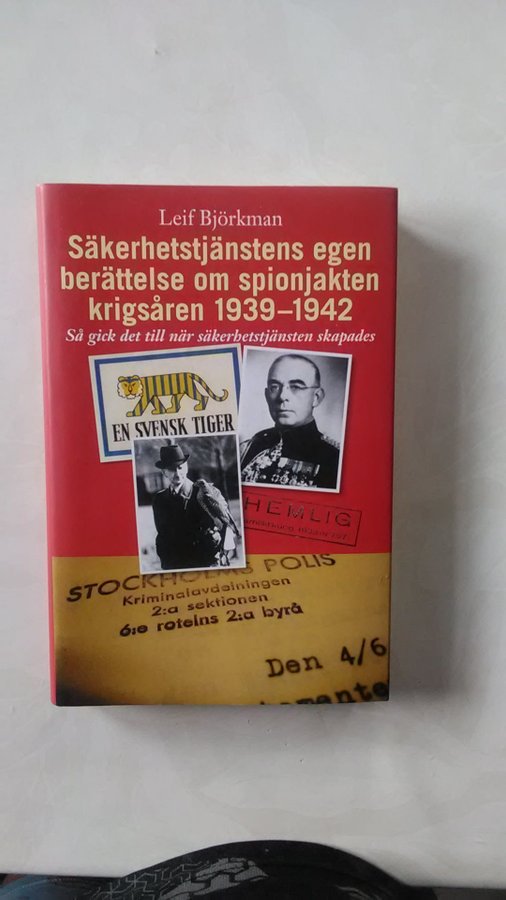 Leif Björkman
Säkerhetstjänstens egen
berättelse om spionjakten
krigsåren 1939–1942
Så gick det till när säkerhetstjänsten skapades
EN SVENSK TIGER
HEMLIG
STOCKHOLMS POLIS
Kriminalavdelningen
2:a sektionen
6:e rotelns 2:a byrå
Den 4/6